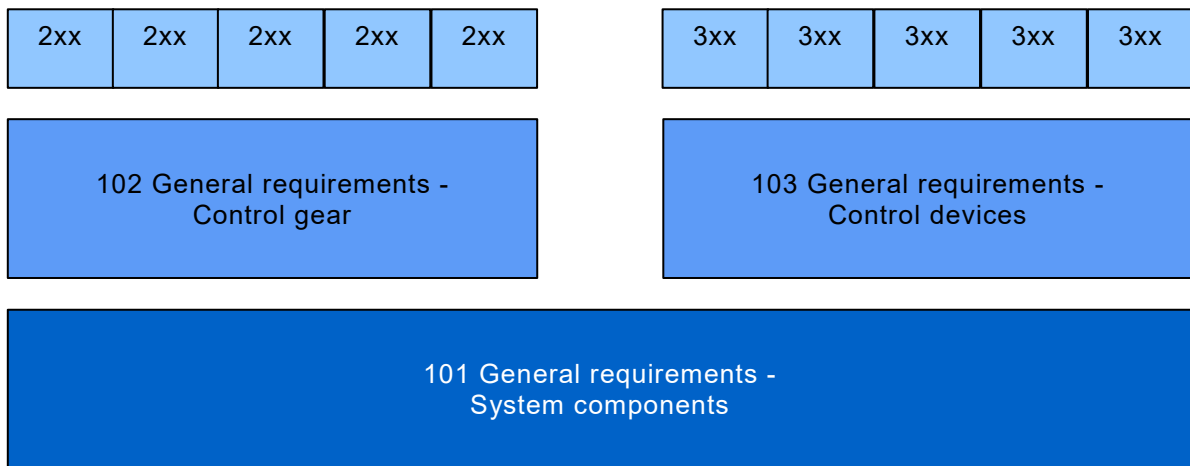 2xx 2xx 2xx 2xx 2xx 3xx 3xx 3xx 3xx 3xx
102 General requirements -
Control gear
103 General requirements -
Control devices
101 General requirements -
System components